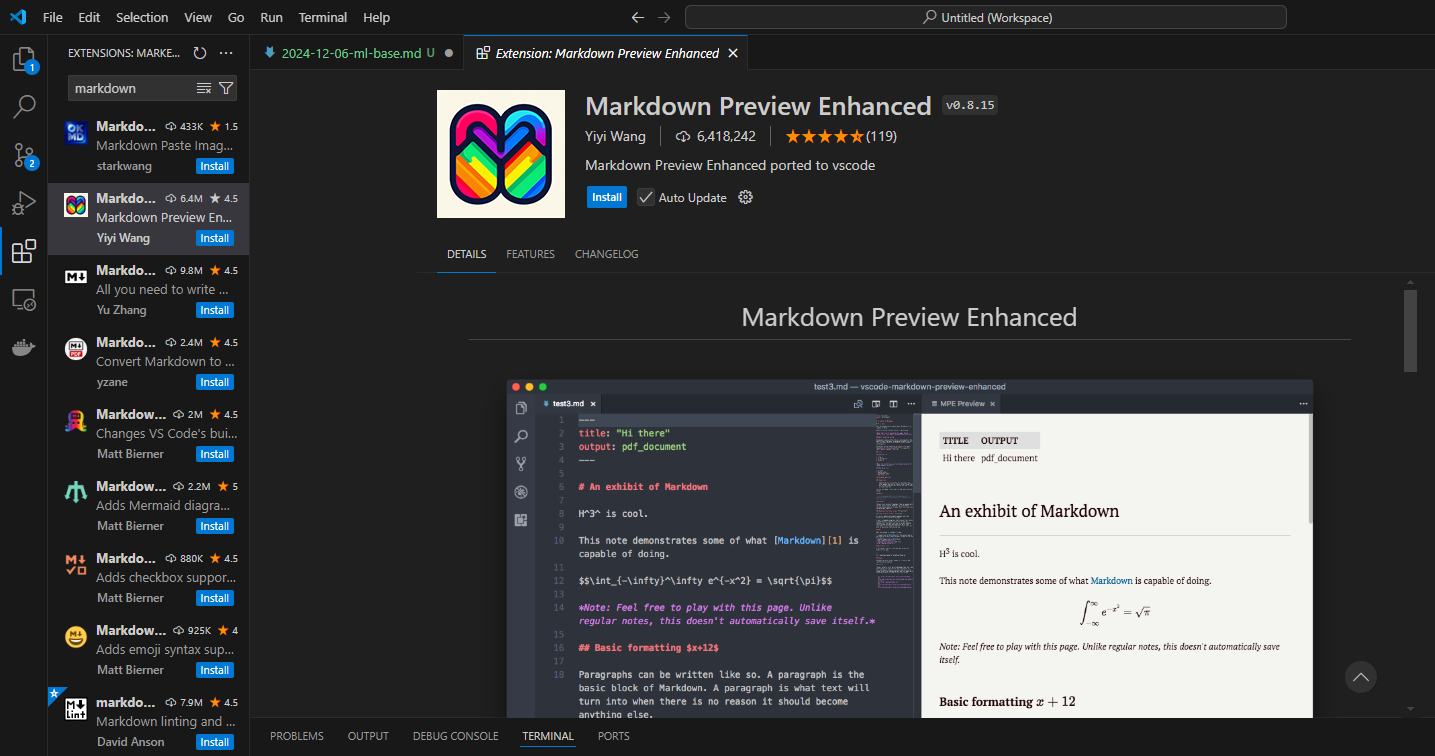 File Edit Selection View Go Run Terminal Help
Untitled (Workspace)
EXTENSIONS: MARKE...
2024-12-06-ml-base.md U
Extension: Markdown Preview Enhanced
1
2
markdown
Markdo... 433K 1.5
Markdown Paste Imag...
starkwang Install
Markdo... 6.4M 4.5
Markdown Preview En...
Yiyi Wang Install
Markdo... 9.8M 4.5
All you need to write ...
Yu Zhang Install
Markdo... 2.4M 4.5
Convert Markdown to ...
yzane Install
Markdow... 2M 4.5
Changes VS Code's bui...
Matt Bierner Install
Markdow... 2.2M 5
Adds Mermaid diagra...
Matt Bierner Install
Markdo... 880K 4.5
Adds checkbox suppor...
Matt Bierner Install
Markdow... 925K 4
Adds emoji syntax sup...
Matt Bierner Install
markdo... 7.9M 4.5
Markdown linting and ...
David Anson Install
Markdown Preview Enhanced v0.8.15
Yiyi Wang 6,418,242 (119)
Markdown Preview Enhanced ported to vscode
Install Auto Update
DETAILS FEATURES CHANGELOG
Markdown Preview Enhanced
test3.md — vscode-markdown-preview-enhanced
test3.md
MPE Preview
1 ---
2 title: "Hi there"
3 output: pdf_document
4 ---
5
6 # An exhibit of Markdown
7
8 H^3^ is cool.
9
10 This note demonstrates some of what [Markdown][1] is
capable of doing.
11
12 $$\int_{-\infty}^\infty e^{-x^2} = \sqrt{\pi}$$
13
14 *Note: Feel free to play with this page. Unlike
regular notes, this doesn't automatically save itself.*
15
16 ## Basic formatting $x+12$
17
18 Paragraphs can be written like so. A paragraph is the
basic block of Markdown. A paragraph is what text will
turn into when there is no reason it should become
anything else.
TITLE OUTPUT
Hi there pdf_document
An exhibit of Markdown
H³ is cool.
This note demonstrates some of what Markdown is capable of doing.
∫_{-∞}^{∞} e^{-x²} = √π
Note: Feel free to play with this page. Unlike regular notes, this doesn't automatically save
itself.
Basic formatting x + 12
PROBLEMS OUTPUT DEBUG CONSOLE TERMINAL PORTS